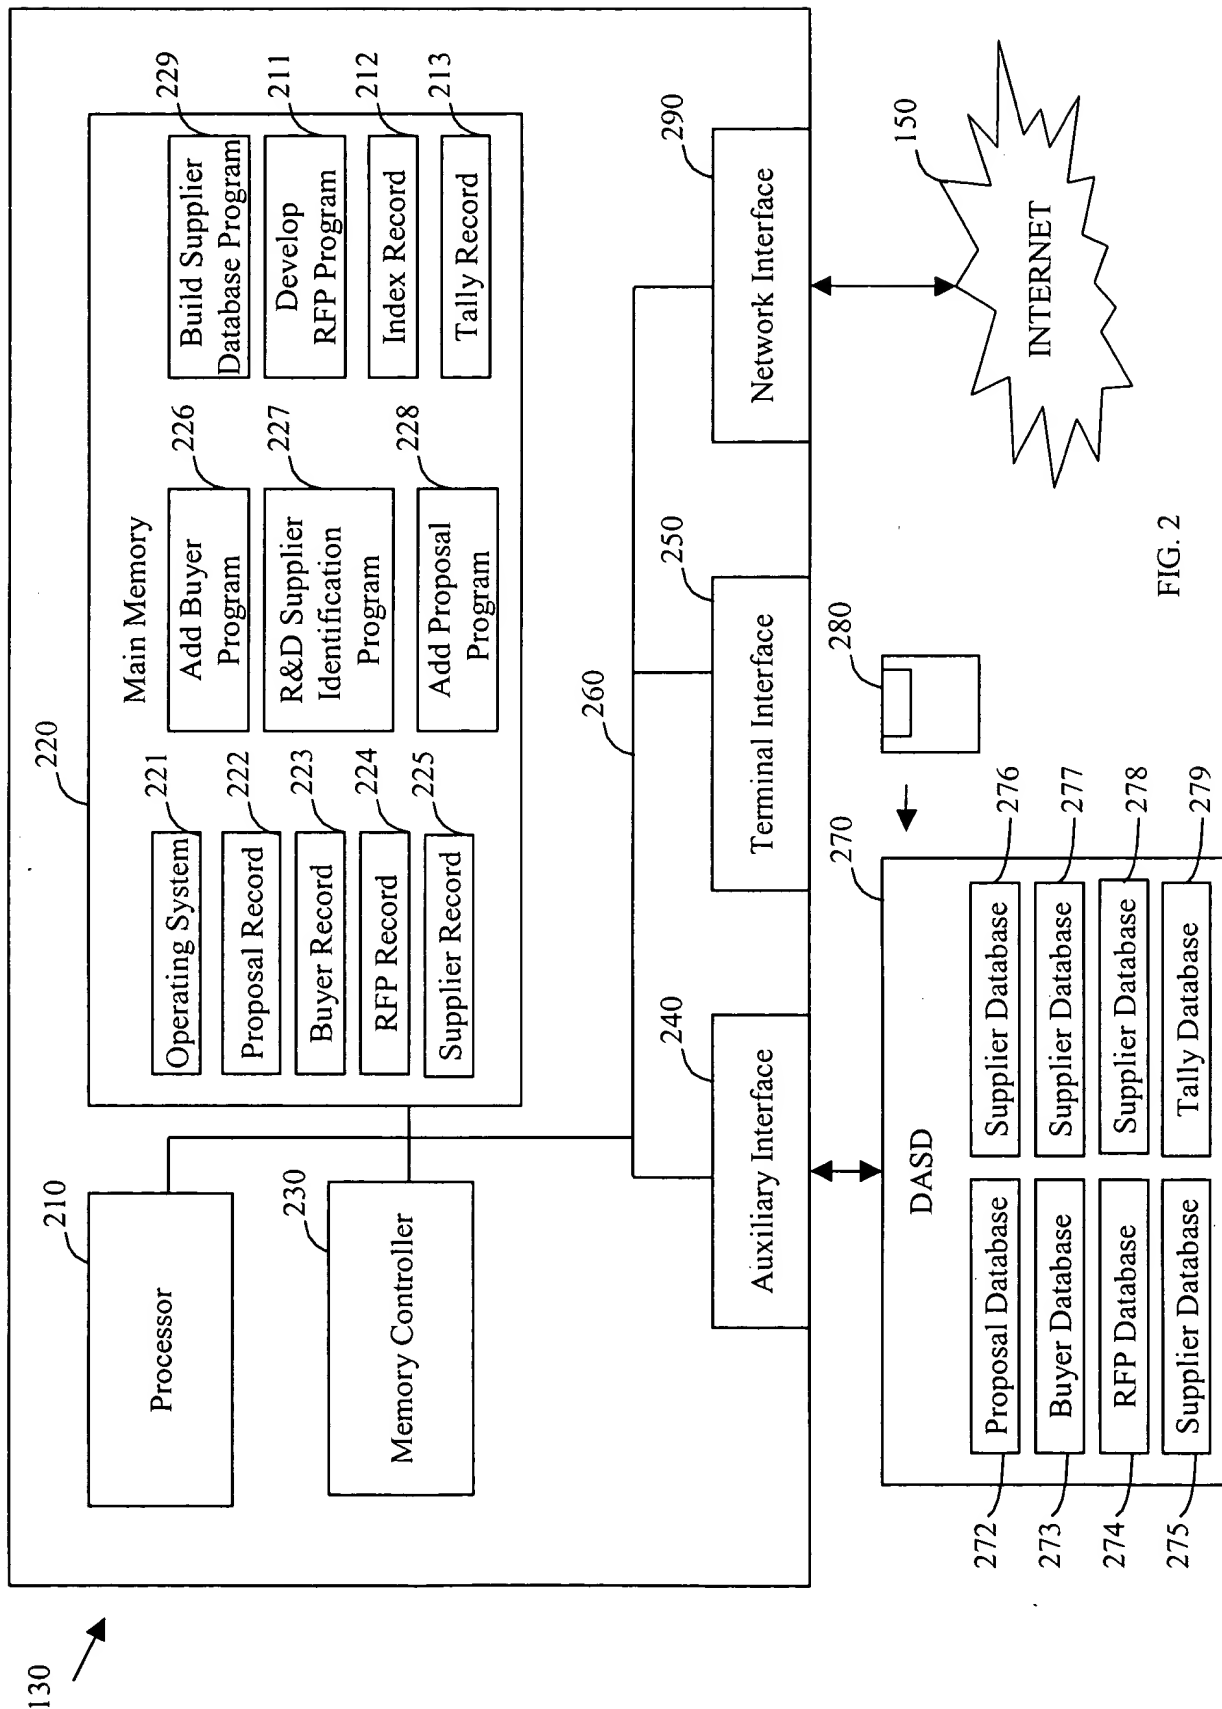 130
210
Processor
230
Memory Controller
220
Main Memory
221
Operating System
222
Proposal Record
223
Buyer Record
224
RFP Record
225
Supplier Record
226
Add Buyer
Program
227
R&D Supplier
Identification
Program
228
Add Proposal
Program
229
Build Supplier
Database Program
211
Develop
RFP Program
212
Index Record
213
Tally Record
260
240
Auxiliary Interface
250
Terminal Interface
290
Network Interface
270
DASD
272
Proposal Database
273
Buyer Database
274
RFP Database
275
Supplier Database
276
Supplier Database
277
Supplier Database
278
Supplier Database
279
Tally Database
280
150
INTERNET
FIG. 2